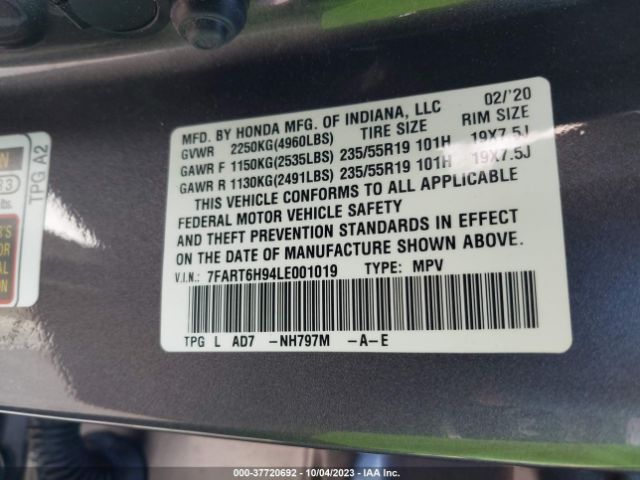 MFD. BY HONDA MFG. OF INDIANA, LLC 02/'20
GVWR 2250KG(4960LBS) TIRE SIZE RIM SIZE
GAWR F 1150KG(2535LBS) 235/55R19 101H 19X7.5J
GAWR R 1130KG(2491LBS) 235/55R19 101H 19X7.5J
THIS VEHICLE CONFORMS TO ALL APPLICABLE
FEDERAL MOTOR VEHICLE SAFETY
AND THEFT PREVENTION STANDARDS IN EFFECT
ON THE DATE OF MANUFACTURE SHOWN ABOVE.
V.I.N.: 7FART6H94LE001019 TYPE: MPV
TPG L AD7 -NH797M -A-E
TPG A2
lbs.
000-37720692 - 10/04/2023 - IAA Inc.